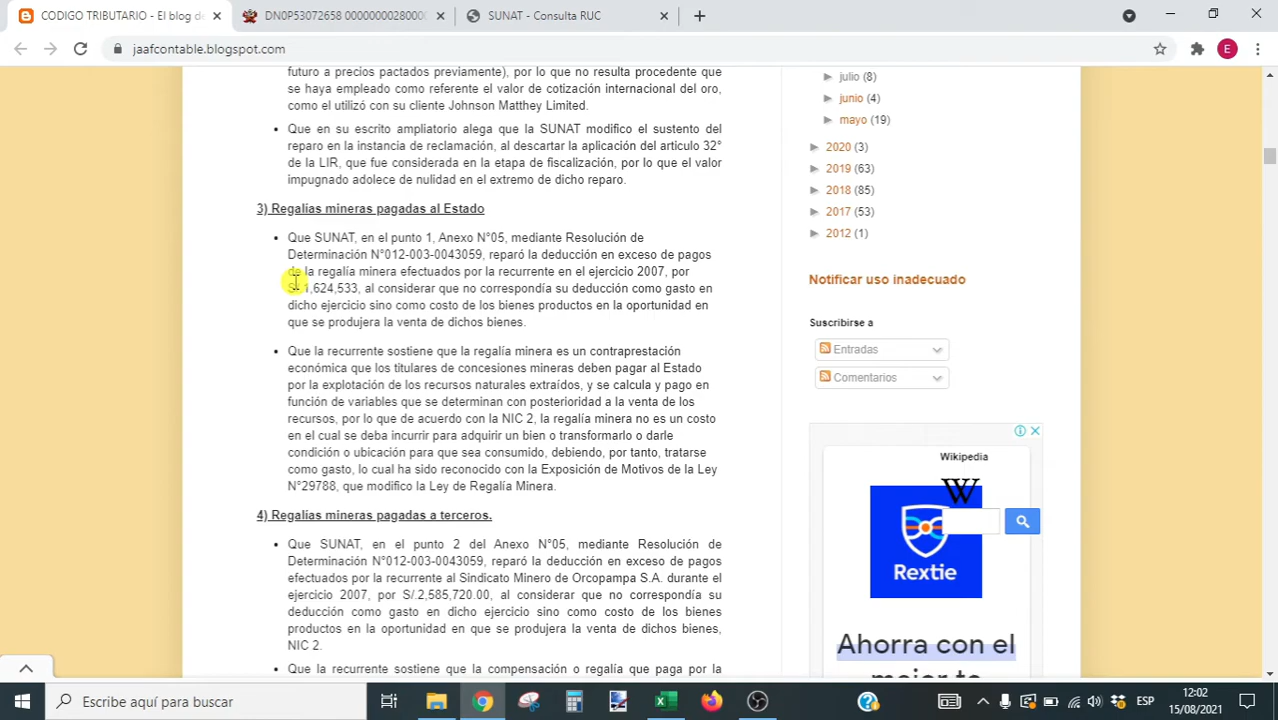 CODIGO TRIBUTARIO - El blog de
DN0P53072658 00000000280000
SUNAT - Consulta RUC
jaafcontable.blogspot.com
E
futuro a precios pactados previamente), por lo que no resulta procedente que
se haya empleado como referente el valor de cotización internacional del oro,
como el utilizó con su cliente Johnson Matthey Limited.
• Que en su escrito ampliatorio alega que la SUNAT modifico el sustento del
reparo en la instancia de reclamación, al descartar la aplicación del articulo 32°
de la LIR, que fue considerada en la etapa de fiscalización, por lo que el valor
impugnado adolece de nulidad en el extremo de dicho reparo.
3) Regalías mineras pagadas al Estado
• Que SUNAT, en el punto 1, Anexo N°05, mediante Resolución de
Determinación N°012-003-0043059, reparó la deducción en exceso de pagos
de la regalía minera efectuados por la recurrente en el ejercicio 2007, por
1,624,533, al considerar que no correspondía su deducción como gasto en
dicho ejercicio sino como costo de los bienes productos en la oportunidad en
que se produjera la venta de dichos bienes.
• Que la recurrente sostiene que la regalía minera es un contraprestación
económica que los titulares de concesiones mineras deben pagar al Estado
por la explotación de los recursos naturales extraídos, y se calcula y pago en
función de variables que se determinan con posterioridad a la venta de los
recursos, por lo que de acuerdo con la NIC 2, la regalía minera no es un costo
en el cual se deba incurrir para adquirir un bien o transformarlo o darle
condición o ubicación para que sea consumido, debiendo, por tanto, tratarse
como gasto, lo cual ha sido reconocido con la Exposición de Motivos de la Ley
N°29788, que modifico la Ley de Regalía Minera.
4) Regalías mineras pagadas a terceros.
• Que SUNAT, en el punto 2 del Anexo N°05, mediante Resolución de
Determinación N°012-003-0043059, reparó la deducción en exceso de pagos
efectuados por la recurrente al Sindicato Minero de Orcopampa S.A. durante el
ejercicio 2007, por S/.2,585,720.00, al considerar que no correspondía su
deducción como gasto en dicho ejercicio sino como costo de los bienes
productos en la oportunidad en que se produjera la venta de dichos bienes,
NIC 2.
• Que la recurrente sostiene que la compensación o regalía que paga por la
► julio (8)
► junio (4)
► mayo (19)
► 2020 (3)
► 2019 (63)
► 2018 (85)
► 2017 (53)
► 2012 (1)
Notificar uso inadecuado
Suscribirse a
Entradas
Comentarios
Wikipedia
W
Rextie
Ahorra con el
mejor to
Escribe aquí para buscar
ESP
12:02
15/08/2021